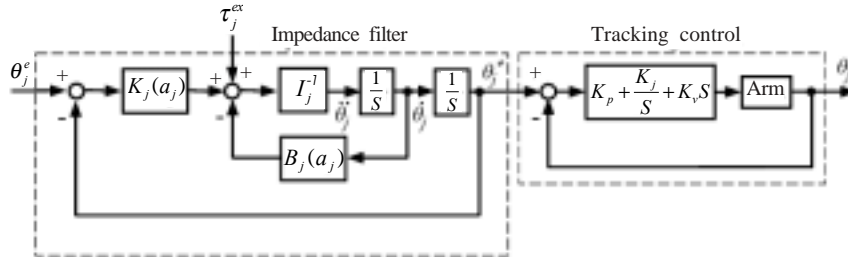 τ_j^{ex}
Impedance filter
Tracking control
θ_j^e
+
-
K_j(a_j)
+
+
-
I_j^{-1}
θ̈_j
1/S
θ̇_j
1/S
θ_j^*
+
-
K_p + K_j/S + K_v S
Arm
θ_j
B_j(a_j)